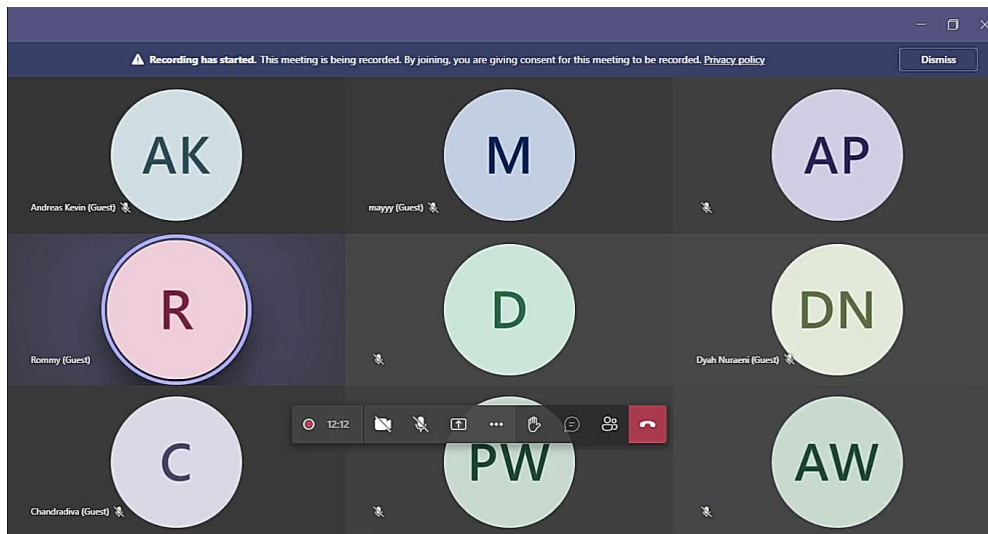 Recording has started. This meeting is being recorded. By joining, you are giving consent for this meeting to be recorded. Privacy policy
Dismiss
AK
M
AP
Andreas Kevin (Guest)
mayyy (Guest)
R
D
DN
Rommy (Guest)
Dyah Nuraeni (Guest)
12:12
C
PW
AW
Chandradiva (Guest)